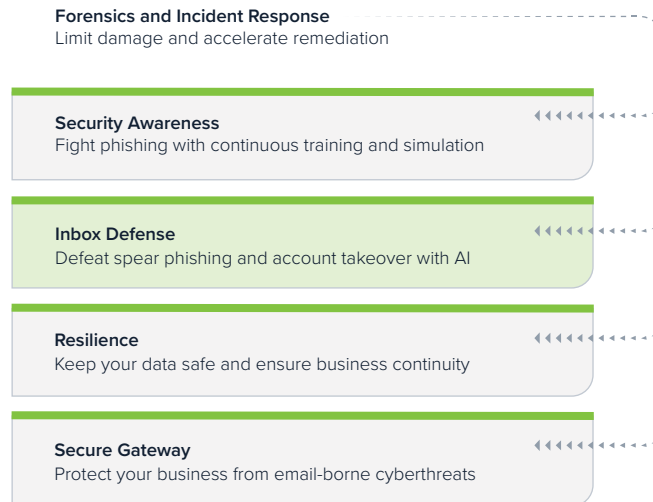 Forensics and Incident Response
Limit damage and accelerate remediation
Security Awareness
Fight phishing with continuous training and simulation
Inbox Defense
Defeat spear phishing and account takeover with AI
Resilience
Keep your data safe and ensure business continuity
Secure Gateway
Protect your business from email-borne cyberthreats